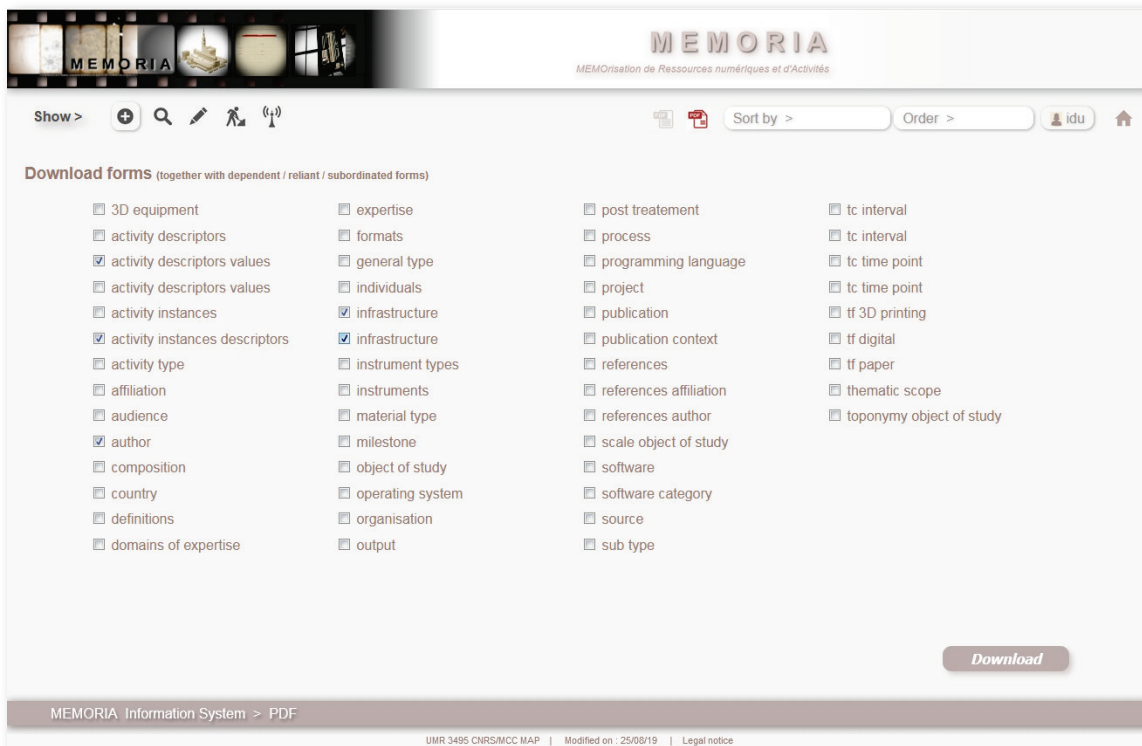 MEMORIA
MEMORIA
MEMOrisation de Ressources numériques et d'Activités
Show >
PDF
Sort by >
Order >
idu
Download forms (together with dependent / reliant / subordinated forms)
3D equipment
activity descriptors
activity descriptors values
activity descriptors values
activity instances
activity instances descriptors
activity type
affiliation
audience
author
composition
country
definitions
domains of expertise
expertise
formats
general type
individuals
infrastructure
infrastructure
instrument types
instruments
material type
milestone
object of study
operating system
organisation
output
post treatement
process
programming language
project
publication
publication context
references
references affiliation
references author
scale object of study
software
software category
source
sub type
tc interval
tc interval
tc time point
tc time point
tf 3D printing
tf digital
tf paper
thematic scope
toponymy object of study
Download
MEMORIA Information System > PDF
UMR 3495 CNRS/MCC MAP | Modified on : 25/08/19 | Legal notice